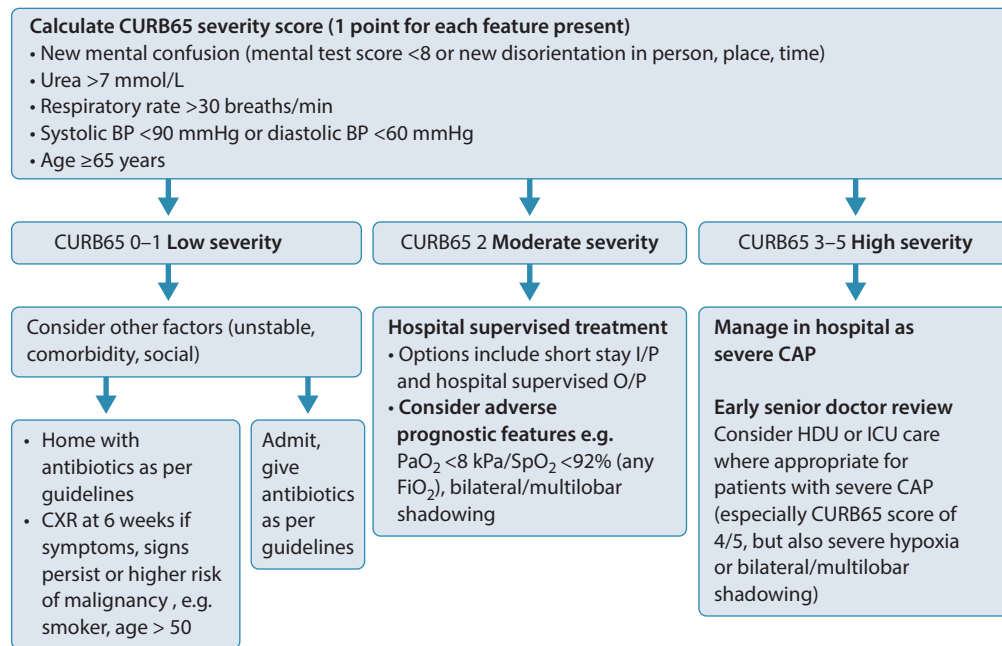 Calculate CURB65 severity score (1 point for each feature present)
• New mental confusion (mental test score <8 or new disorientation in person, place, time)
• Urea >7 mmol/L
• Respiratory rate >30 breaths/min
• Systolic BP <90 mmHg or diastolic BP <60 mmHg
• Age ≥65 years
CURB65 0–1 Low severity
CURB65 2 Moderate severity
CURB65 3–5 High severity
Consider other factors (unstable,
comorbidity, social)
• Home with
antibiotics as per
guidelines
• CXR at 6 weeks if
symptoms, signs
persist or higher risk
of malignancy , e.g.
smoker, age > 50
Admit,
give
antibiotics
as per
guidelines
Hospital supervised treatment
• Options include short stay I/P
and hospital supervised O/P
• Consider adverse
prognostic features e.g.
PaO₂ <8 kPa/SpO₂ <92% (any
FiO₂), bilateral/multilobar
shadowing
Manage in hospital as
severe CAP
Early senior doctor review
Consider HDU or ICU care
where appropriate for
patients with severe CAP
(especially CURB65 score of
4/5, but also severe hypoxia
or bilateral/multilobar
shadowing)